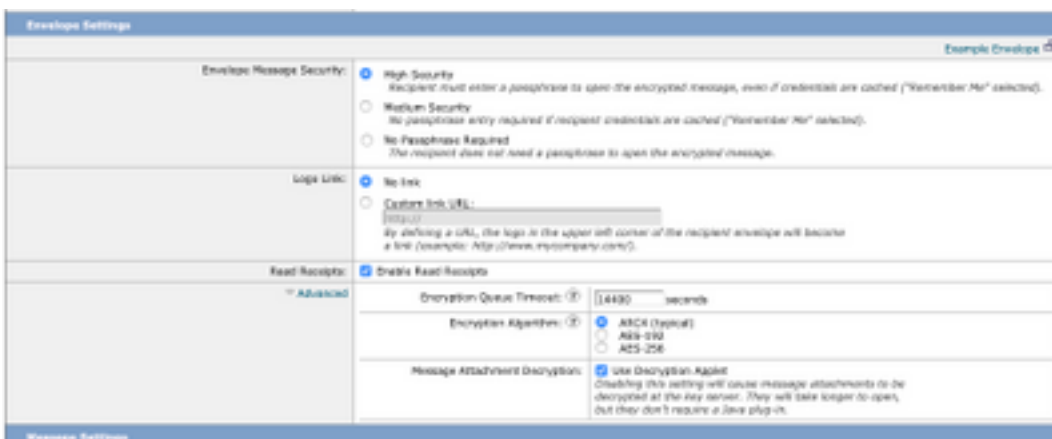 Envelope Settings
Example Envelope
Envelope Message Security:
High Security
Recipient must enter a passphrase to open the encrypted message, even if credentials are cached ("Remember Me" selected).
Medium Security
No passphrase entry required if recipient credentials are cached ("Remember Me" selected).
No Passphrase Required
The recipient does not need a passphrase to open the encrypted message.
Logo Link:
No link
Custom link URL:
http://
By defining a URL, the logo in the upper left corner of the recipient envelope will become
a link (example: http://www.mycompany.com/).
Read Receipts:
Enable Read Receipts
Advanced
Encryption Queue Timeout: (?)
14400 seconds
Encryption Algorithm: (?)
ARC4 (typical)
AES-192
AES-256
Message Attachment Decryption:
Use Decryption Applet
Disabling this setting will cause message attachments to be
decrypted at the key server. They will take longer to open,
but they don't require a Java plug-in.
Message Settings